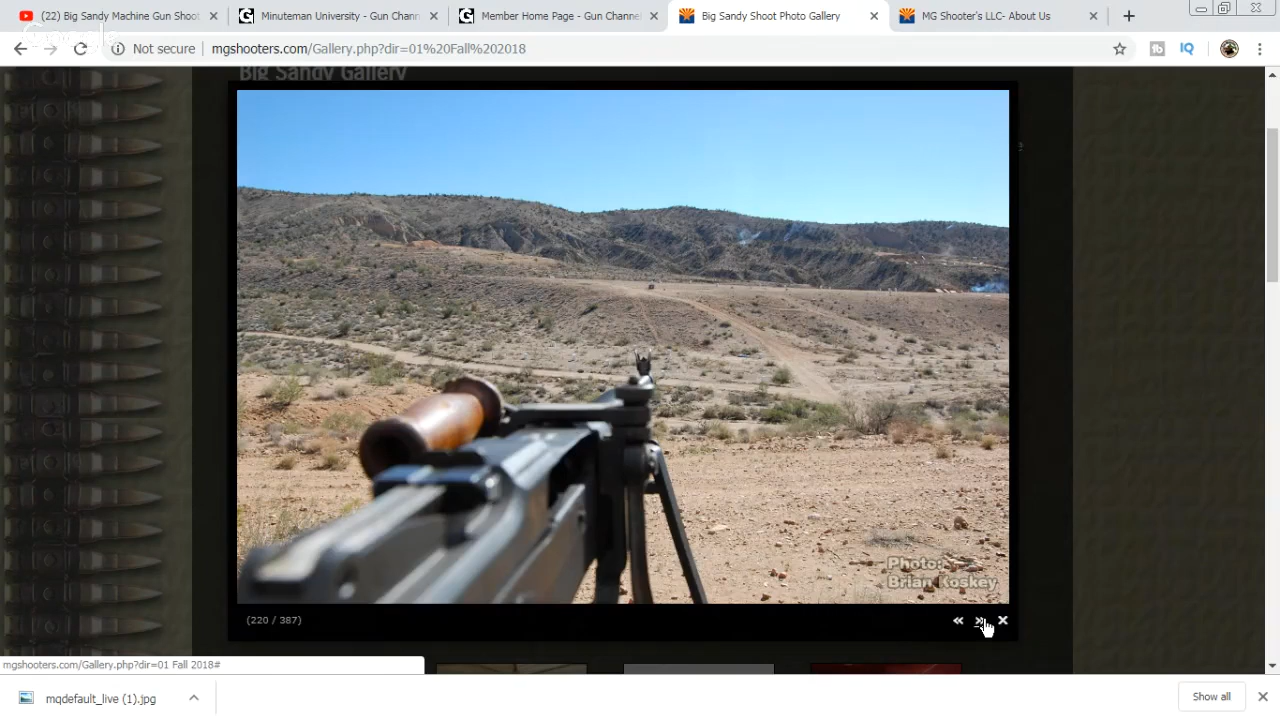 (22) Big Sandy Machine Gun Shoot
Minuteman University - Gun Chann
Member Home Page - Gun Channel
Big Sandy Shoot Photo Gallery
MG Shooter's LLC- About Us
Google
Not secure
mgshooters.com/Gallery.php?dir=01%20Fall%202018
Big Sandy Gallery
Photo:
Brian Koskey
(220 / 387)
mgshooters.com/Gallery.php?dir=01 Fall 2018#
mqdefault_live (1).jpg
Show all